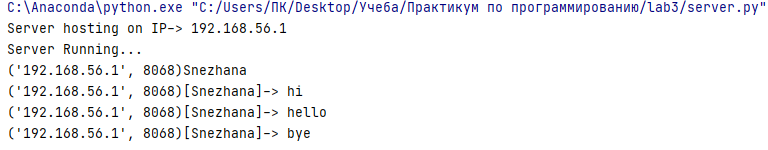 C:\Anaconda\python.exe "C:/Users/ПК/Desktop/Учеба/Практикум по программированию/lab3/server.py"
Server hosting on IP-> 192.168.56.1
Server Running...
('192.168.56.1', 8068)Snezhana
('192.168.56.1', 8068)[Snezhana]-> hi
('192.168.56.1', 8068)[Snezhana]-> hello
('192.168.56.1', 8068)[Snezhana]-> bye